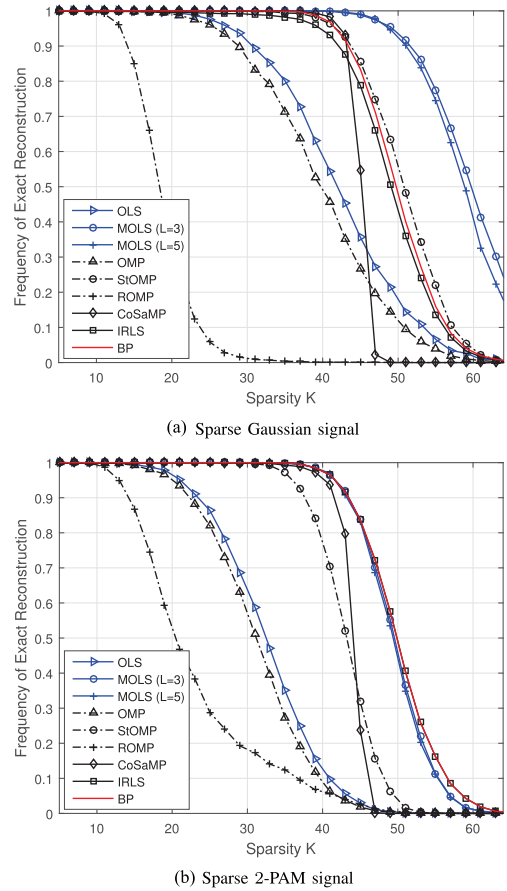 1
0.9
0.8
0.7
0.6
0.5
0.4
0.3
0.2
0.1
0
Frequency of Exact Reconstruction
OLS
MOLS (L=3)
MOLS (L=5)
OMP
StOMP
ROMP
CoSaMP
IRLS
BP
10 20 30 40 50 60
Sparsity K
(a) Sparse Gaussian signal
1
0.9
0.8
0.7
0.6
0.5
0.4
0.3
0.2
0.1
0
Frequency of Exact Reconstruction
OLS
MOLS (L=3)
MOLS (L=5)
OMP
StOMP
ROMP
CoSaMP
IRLS
BP
10 20 30 40 50 60
Sparsity K
(b) Sparse 2-PAM signal